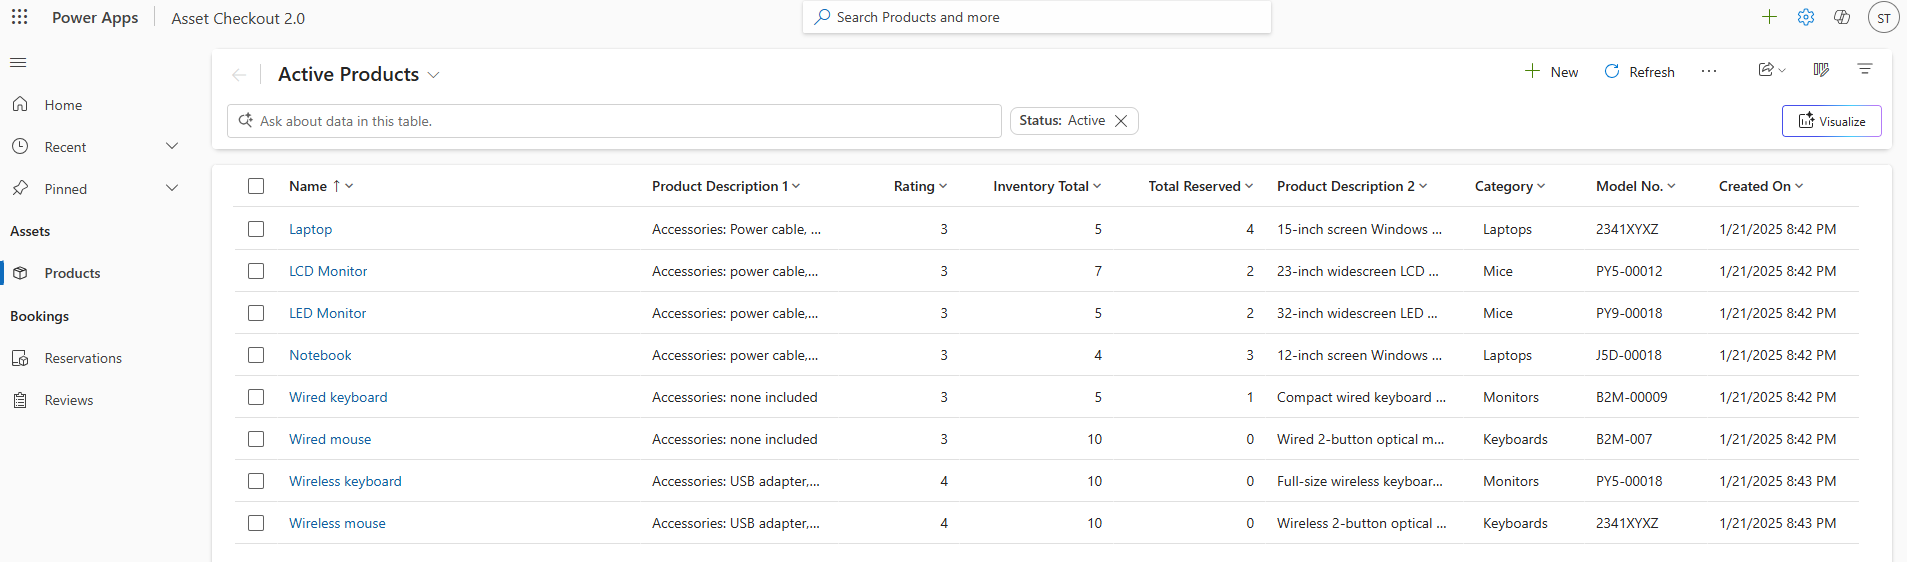 Power Apps Asset Checkout 2.0 Search Products and more ST
Active Products New Refresh
Home
Ask about data in this table. Status: Active Visualize
Recent
Pinned
Assets
Products
Bookings
Reservations
Reviews
Name Product Description 1 Rating Inventory Total Total Reserved Product Description 2 Category Model No. Created On
Laptop Accessories: Power cable, ... 3 5 4 15-inch screen Windows ... Laptops 2341XYXZ 1/21/2025 8:42 PM
LCD Monitor Accessories: power cable,... 3 7 2 23-inch widescreen LCD ... Mice PY5-00012 1/21/2025 8:42 PM
LED Monitor Accessories: power cable,... 3 5 2 32-inch widescreen LED ... Mice PY9-00018 1/21/2025 8:42 PM
Notebook Accessories: power cable,... 3 4 3 12-inch screen Windows ... Laptops J5D-00018 1/21/2025 8:42 PM
Wired keyboard Accessories: none included 3 5 1 Compact wired keyboard ... Monitors B2M-00009 1/21/2025 8:42 PM
Wired mouse Accessories: none included 3 10 0 Wired 2-button optical m... Keyboards B2M-007 1/21/2025 8:42 PM
Wireless keyboard Accessories: USB adapter,... 4 10 0 Full-size wireless keyboar... Monitors PY5-00018 1/21/2025 8:43 PM
Wireless mouse Accessories: USB adapter,... 4 10 0 Wireless 2-button optical ... Keyboards 2341XYXZ 1/21/2025 8:43 PM